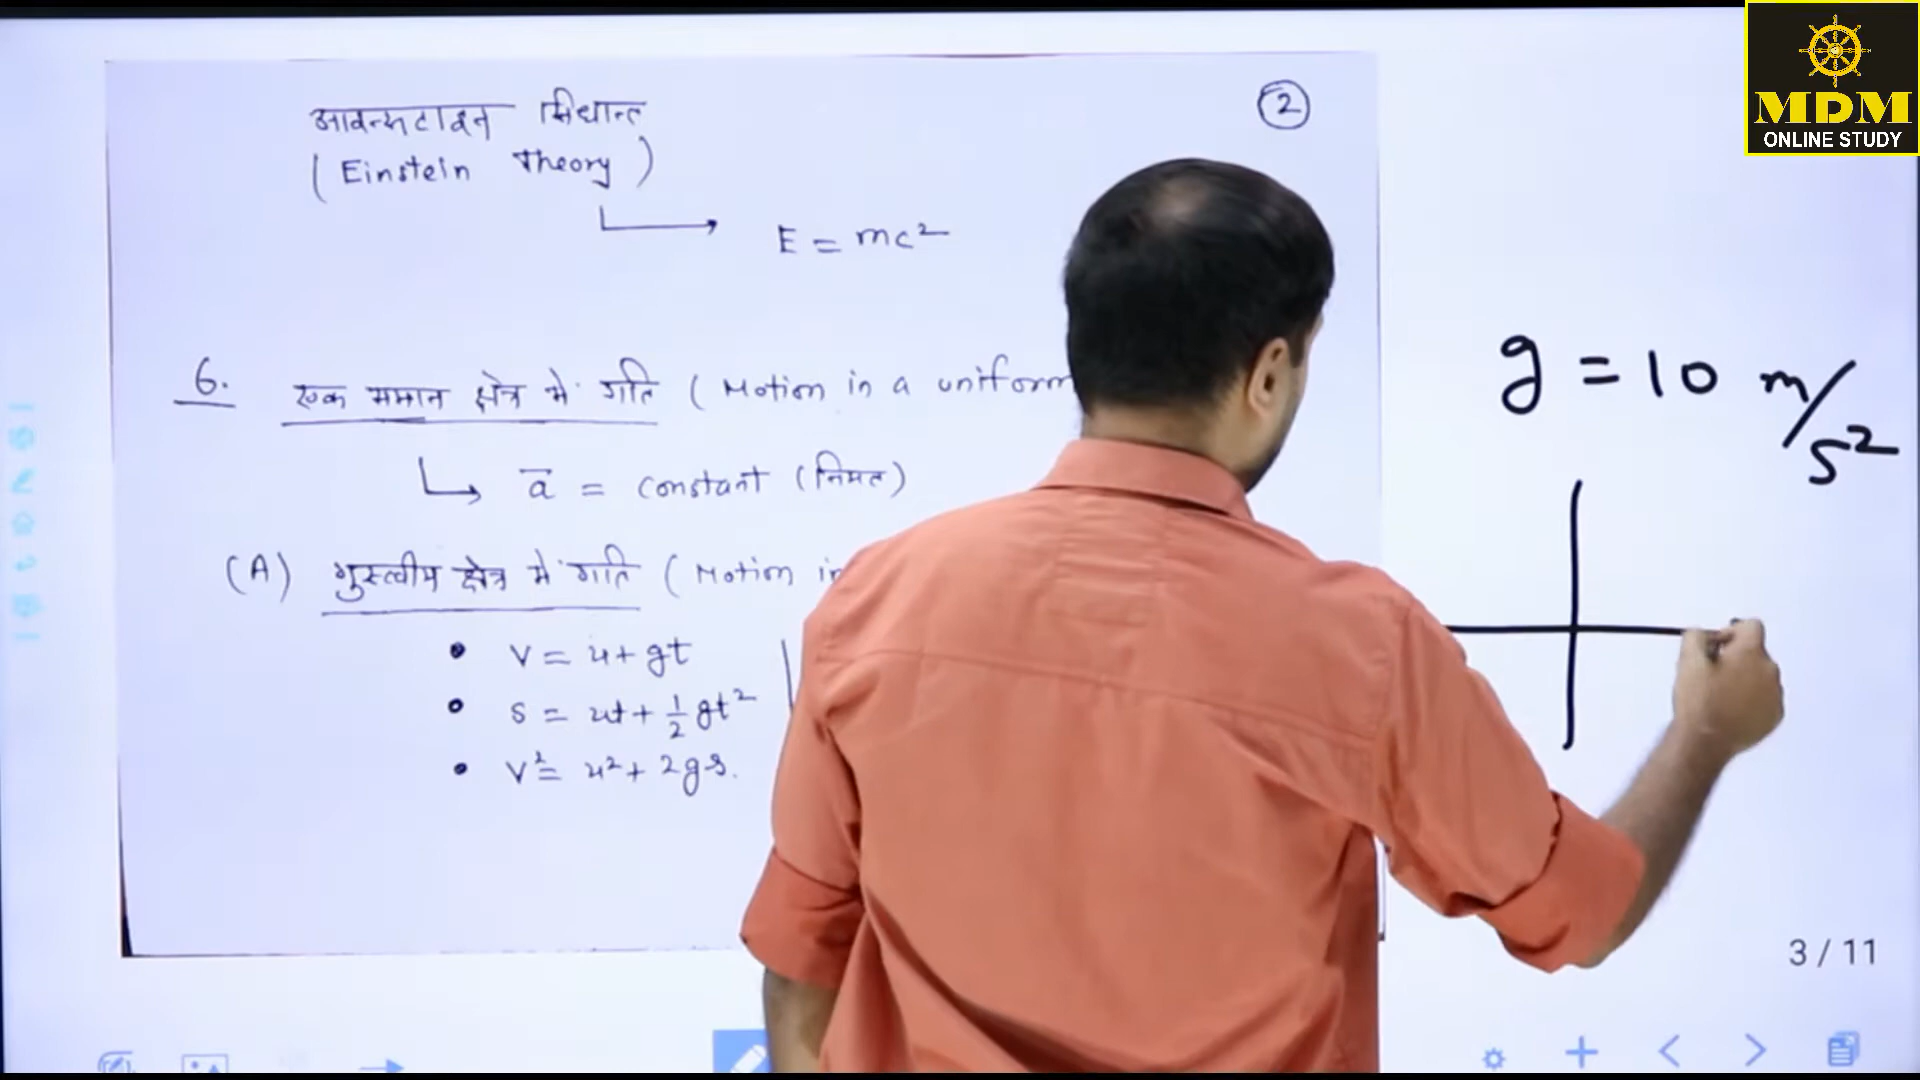 MDM
ONLINE STUDY
2
आइन्सटाइन सिधान्त
(Einstein Theory)
E = mc²
6. एक समान क्षेत्र मे गति (Motion in a uniform
a̅ = constant (नियत)
(A) गुरुत्वीय क्षेत्र मे गति (Motion in
• v = u + gt
• s = ut + ½gt²
• v² = u² + 2gs.
g = 10 m/s²
3 / 11